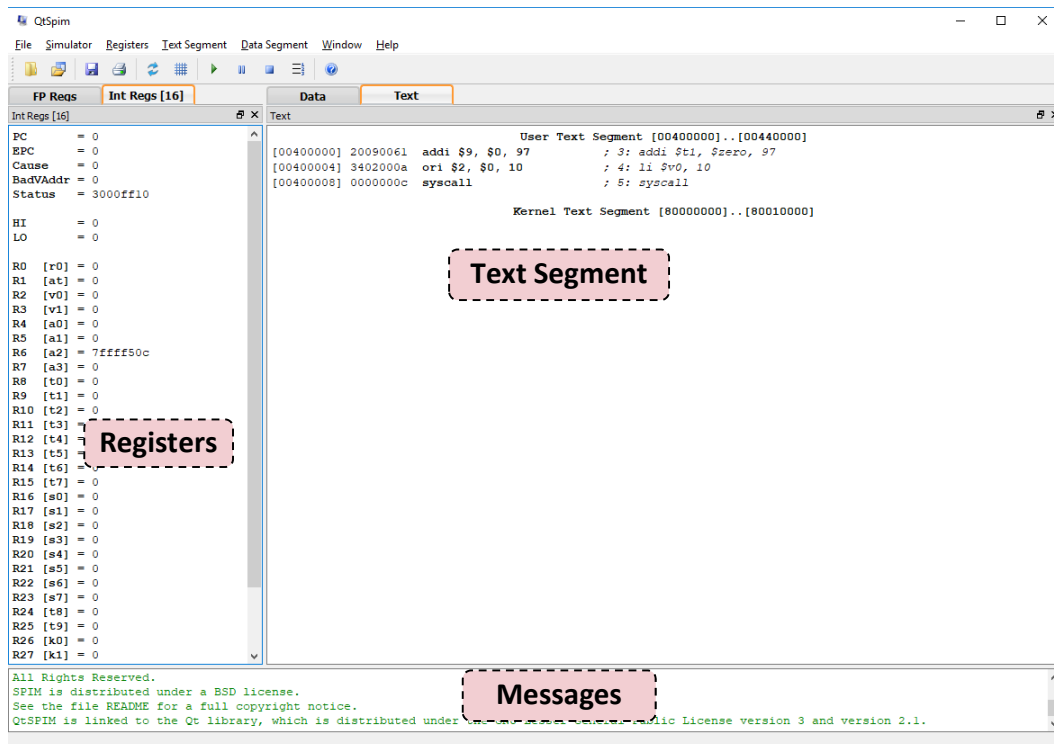 QtSpim
File Simulator Registers Text Segment Data Segment Window Help
FP Regs Int Regs [16] Data Text
Int Regs [16]
PC = 0
EPC = 0
Cause = 0
BadVAddr = 0
Status = 3000ff10
HI = 0
LO = 0
R0 [r0] = 0
R1 [at] = 0
R2 [v0] = 0
R3 [v1] = 0
R4 [a0] = 0
R5 [a1] = 0
R6 [a2] = 7ffff50c
R7 [a3] = 0
R8 [t0] = 0
R9 [t1] = 0
R10 [t2] = 0
R11 [t3] =
R12 [t4] =
R13 [t5] =
R14 [t6] = 0
R15 [t7] = 0
R16 [s0] = 0
R17 [s1] = 0
R18 [s2] = 0
R19 [s3] = 0
R20 [s4] = 0
R21 [s5] = 0
R22 [s6] = 0
R23 [s7] = 0
R24 [t8] = 0
R25 [t9] = 0
R26 [k0] = 0
R27 [k1] = 0
Registers
Text
User Text Segment [00400000]..[00440000]
[00400000] 20090061 addi $9, $0, 97 ; 3: addi $t1, $zero, 97
[00400004] 3402000a ori $2, $0, 10 ; 4: li $v0, 10
[00400008] 0000000c syscall ; 5: syscall
Kernel Text Segment [80000000]..[80010000]
Text Segment
All Rights Reserved.
SPIM is distributed under a BSD license.
See the file README for a full copyright notice.
QtSPIM is linked to the Qt library, which is distributed under License version 3 and version 2.1.
Messages